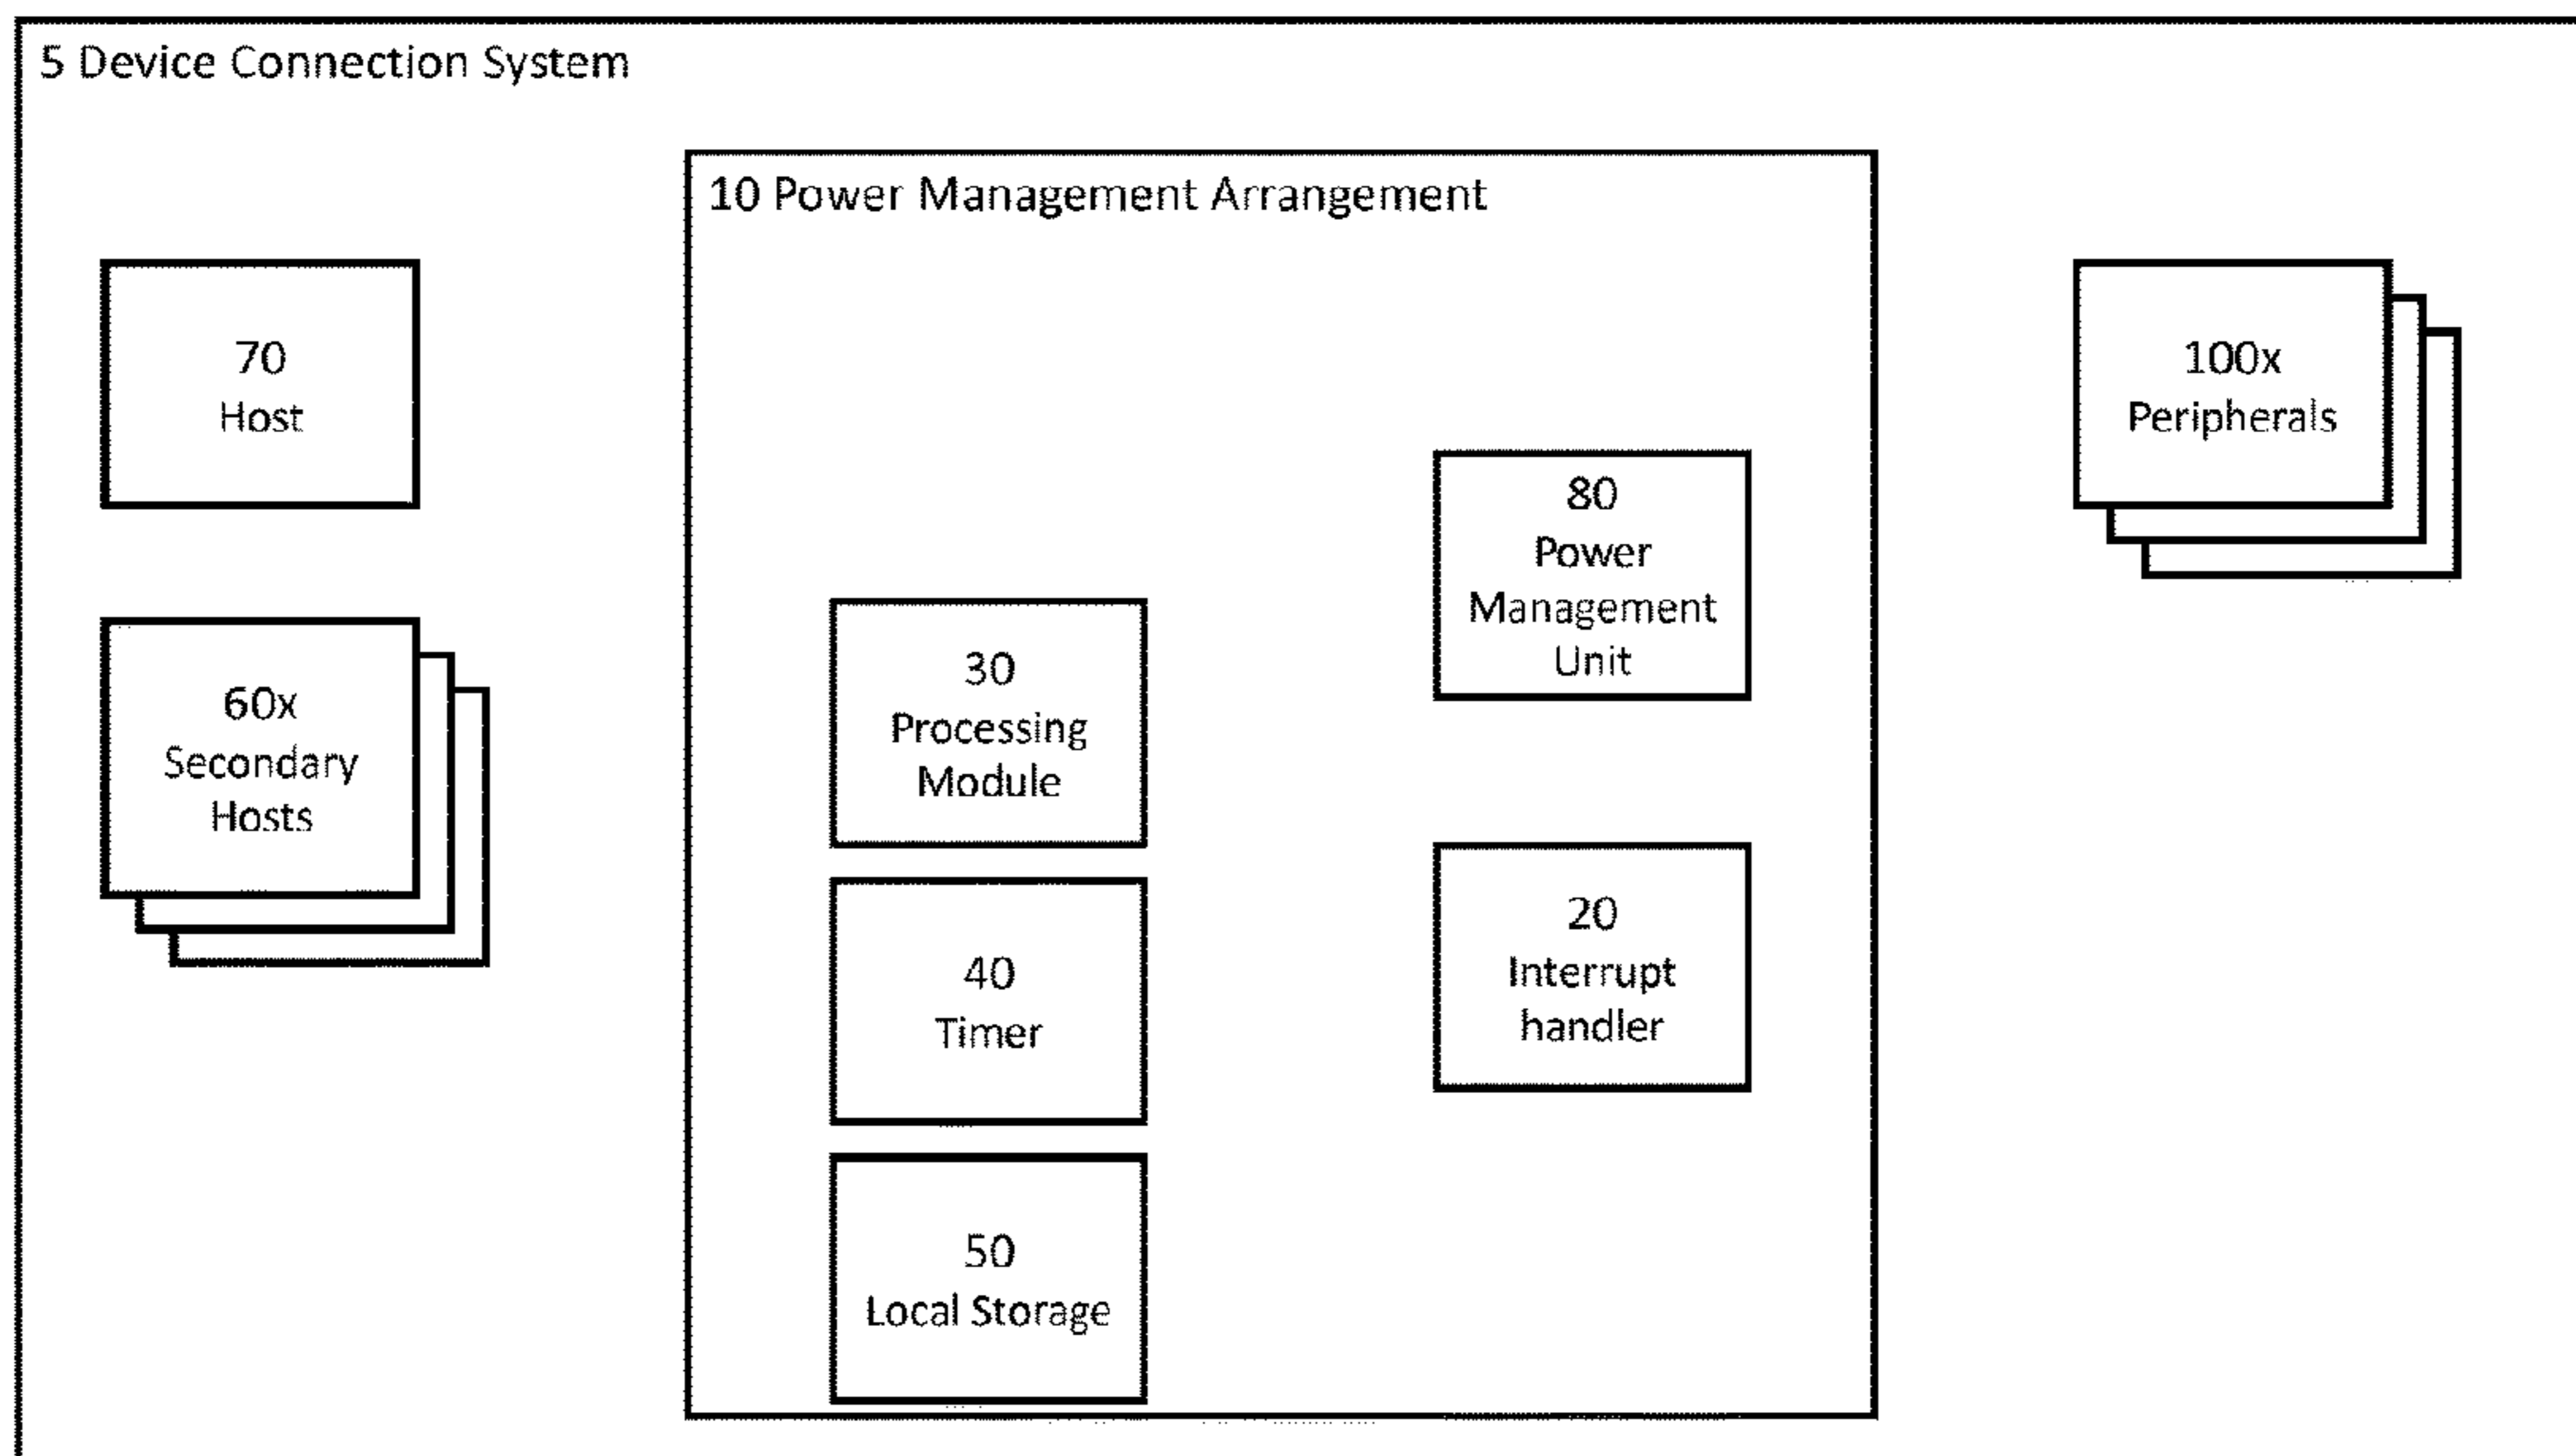 5 Device Connection System
10 Power Management Arrangement
70
Host
60x
Secondary
Hosts
30
Processing
Module
40
Timer
50
Local Storage
80
Power
Management
Unit
20
Interrupt
handler
100x
Peripherals